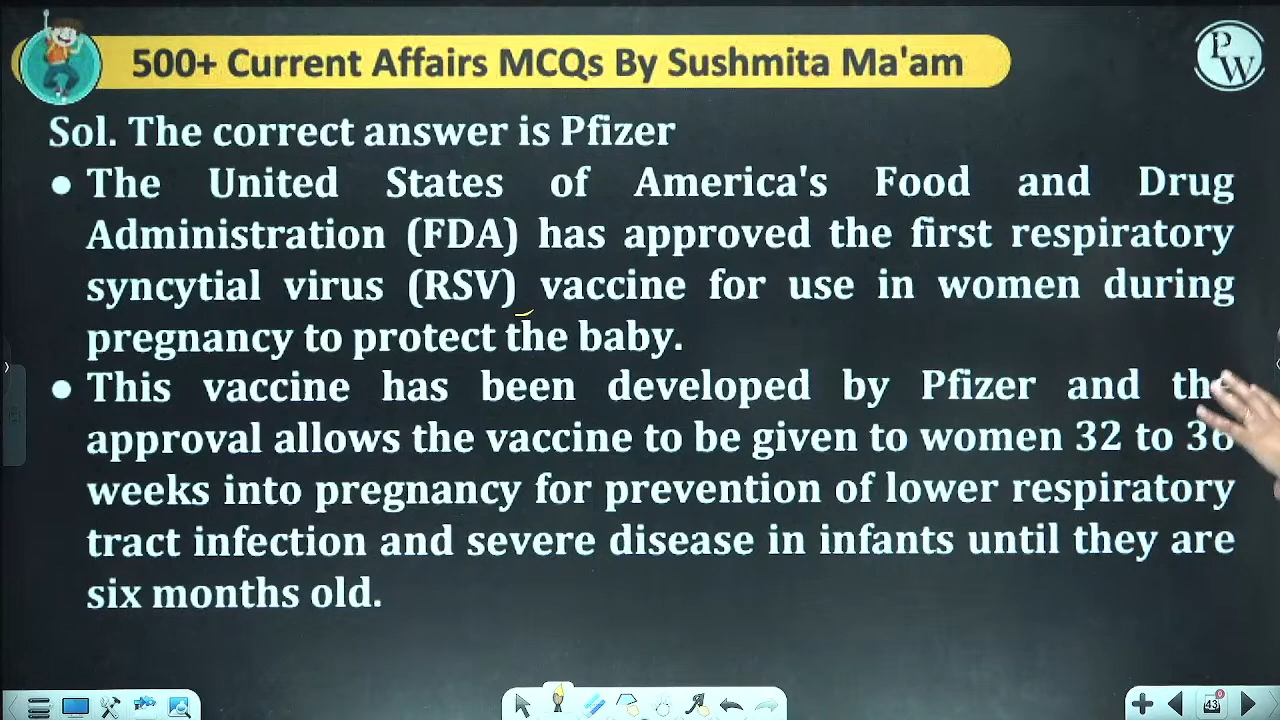 500+ Current Affairs MCQs By Sushmita Ma'am
PW
Sol. The correct answer is Pfizer
● The United States of America's Food and Drug
Administration (FDA) has approved the first respiratory
syncytial virus (RSV) vaccine for use in women during
pregnancy to protect the baby.
● This vaccine has been developed by Pfizer and the
approval allows the vaccine to be given to women 32 to 36
weeks into pregnancy for prevention of lower respiratory
tract infection and severe disease in infants until they are
six months old.
43